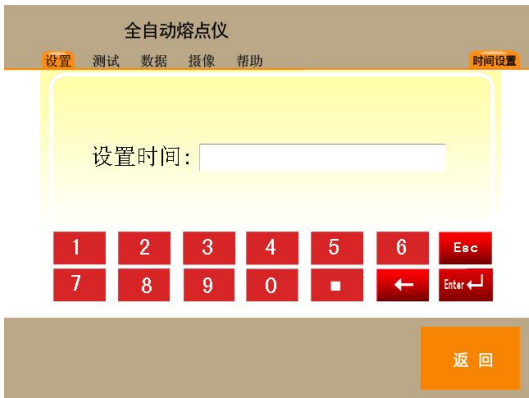 全自动熔点仪
设置 测试 数据 摄像 帮助 时间设置
设置时间:
1 2 3 4 5 6 Esc
7 8 9 0 ■ ← Enter↵
返回